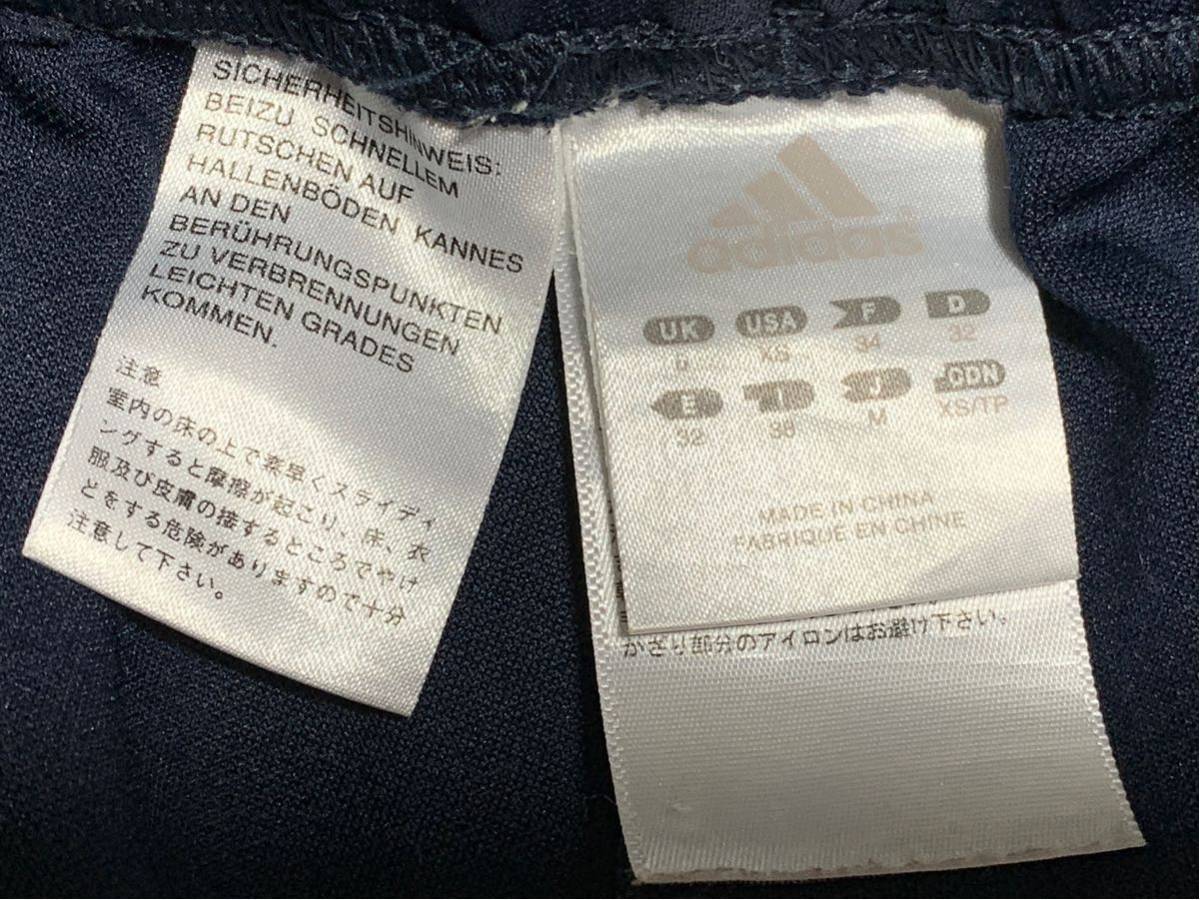 SICHERHEITSHINWEIS:
BEIZU SCHNELLEM
RUTSCHEN AUF
HALLENBÖDEN KANNES
AN DEN
BERÜHRUNGSPUNKTEN
ZU VERBRENNUNGEN
LEICHTEN GRADES
KOMMEN.
注意
室内の床の上で素早くスライディ
ングすると摩擦が起こり、床、衣
服及び皮膚の接するところでやけ
どをする危険がありますので十分
注意して下さい。
adidas
UK USA F D
XS 34 32
E I J CDN
32 38 M XS/TP
MADE IN CHINA
FABRIQUE EN CHINE
かざり部分のアイロンはお避け下さい。